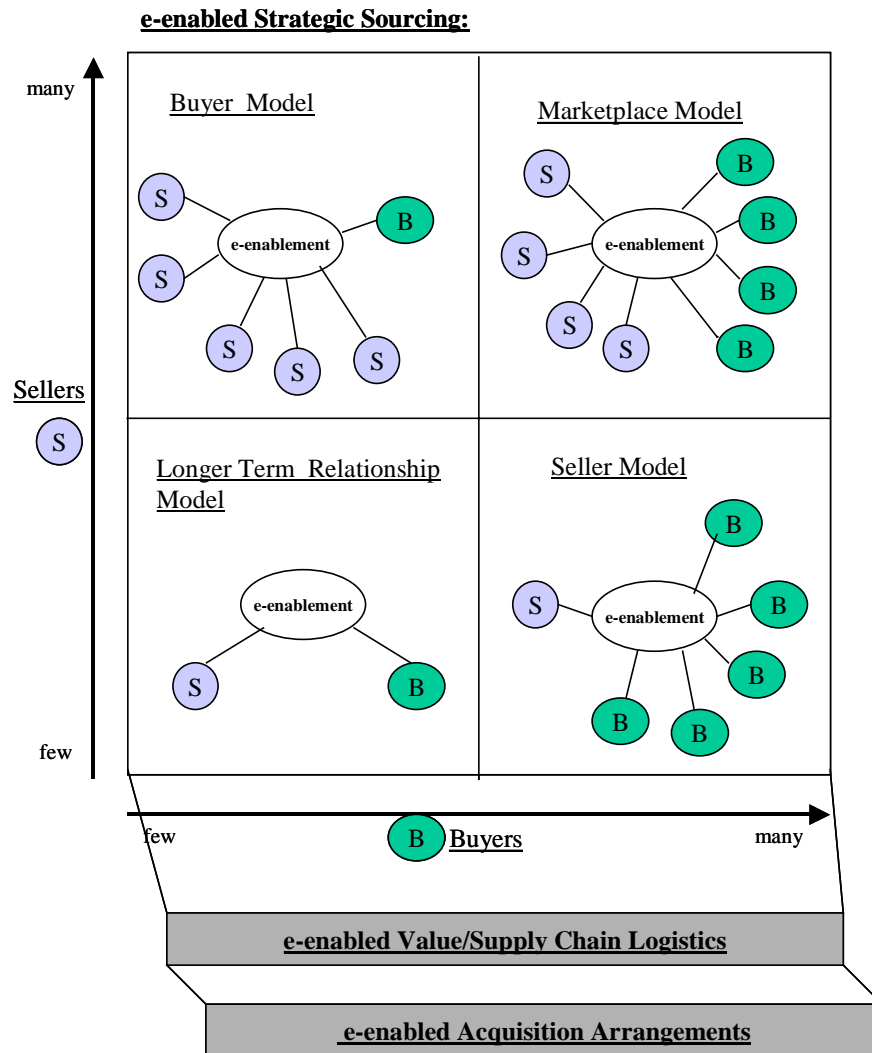 e-enabled Strategic Sourcing:
many
Buyer Model
Marketplace Model
S
S
S
S
S
e-enablement
B
S
S
S
S
e-enablement
B
B
B
B
Sellers
S
Longer Term Relationship
Model
e-enablement
S
B
Seller Model
S
e-enablement
B
B
B
B
B
few
few
B Buyers
many
e-enabled Value/Supply Chain Logistics
e-enabled Acquisition Arrangements